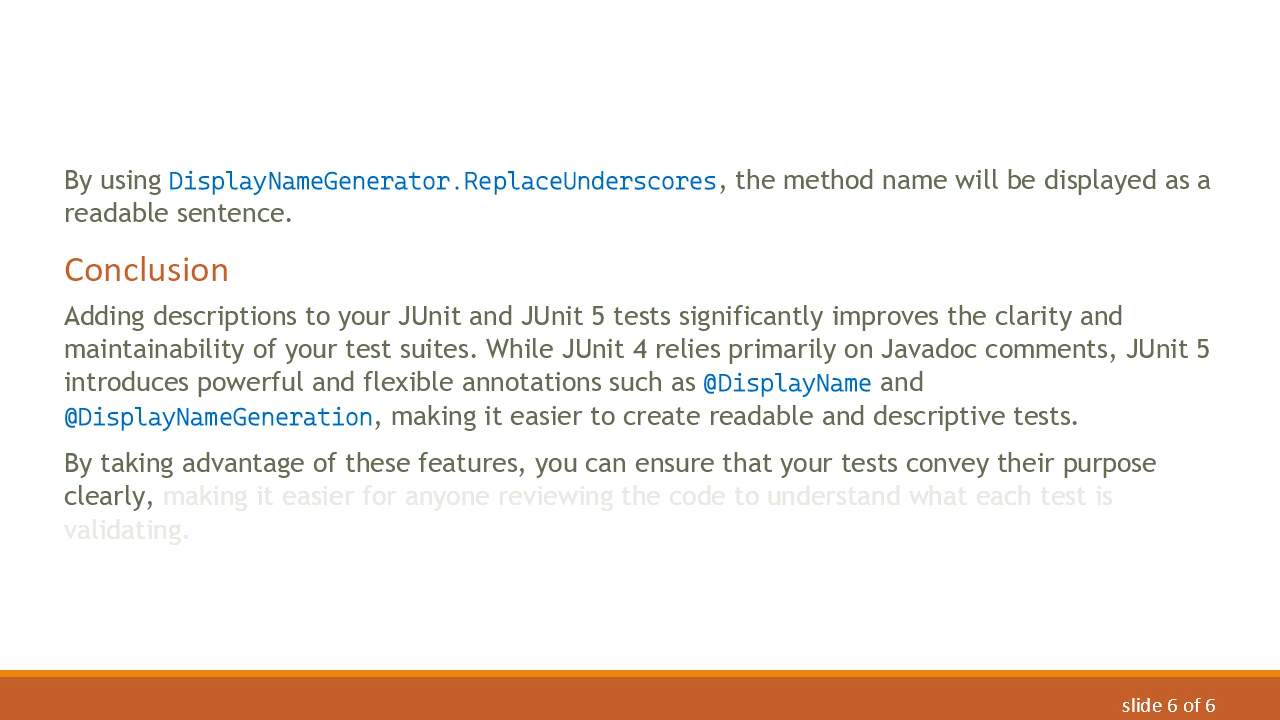 By using DisplayNameGenerator.ReplaceUnderscores, the method name will be displayed as a
readable sentence.
Conclusion
Adding descriptions to your JUnit and JUnit 5 tests significantly improves the clarity and
maintainability of your test suites. While JUnit 4 relies primarily on Javadoc comments, JUnit 5
introduces powerful and flexible annotations such as @DisplayName and
@DisplayNameGeneration, making it easier to create readable and descriptive tests.
By taking advantage of these features, you can ensure that your tests convey their purpose
clearly, making it easier for anyone reviewing the code to understand what each test is
validating.
slide 6 of 6